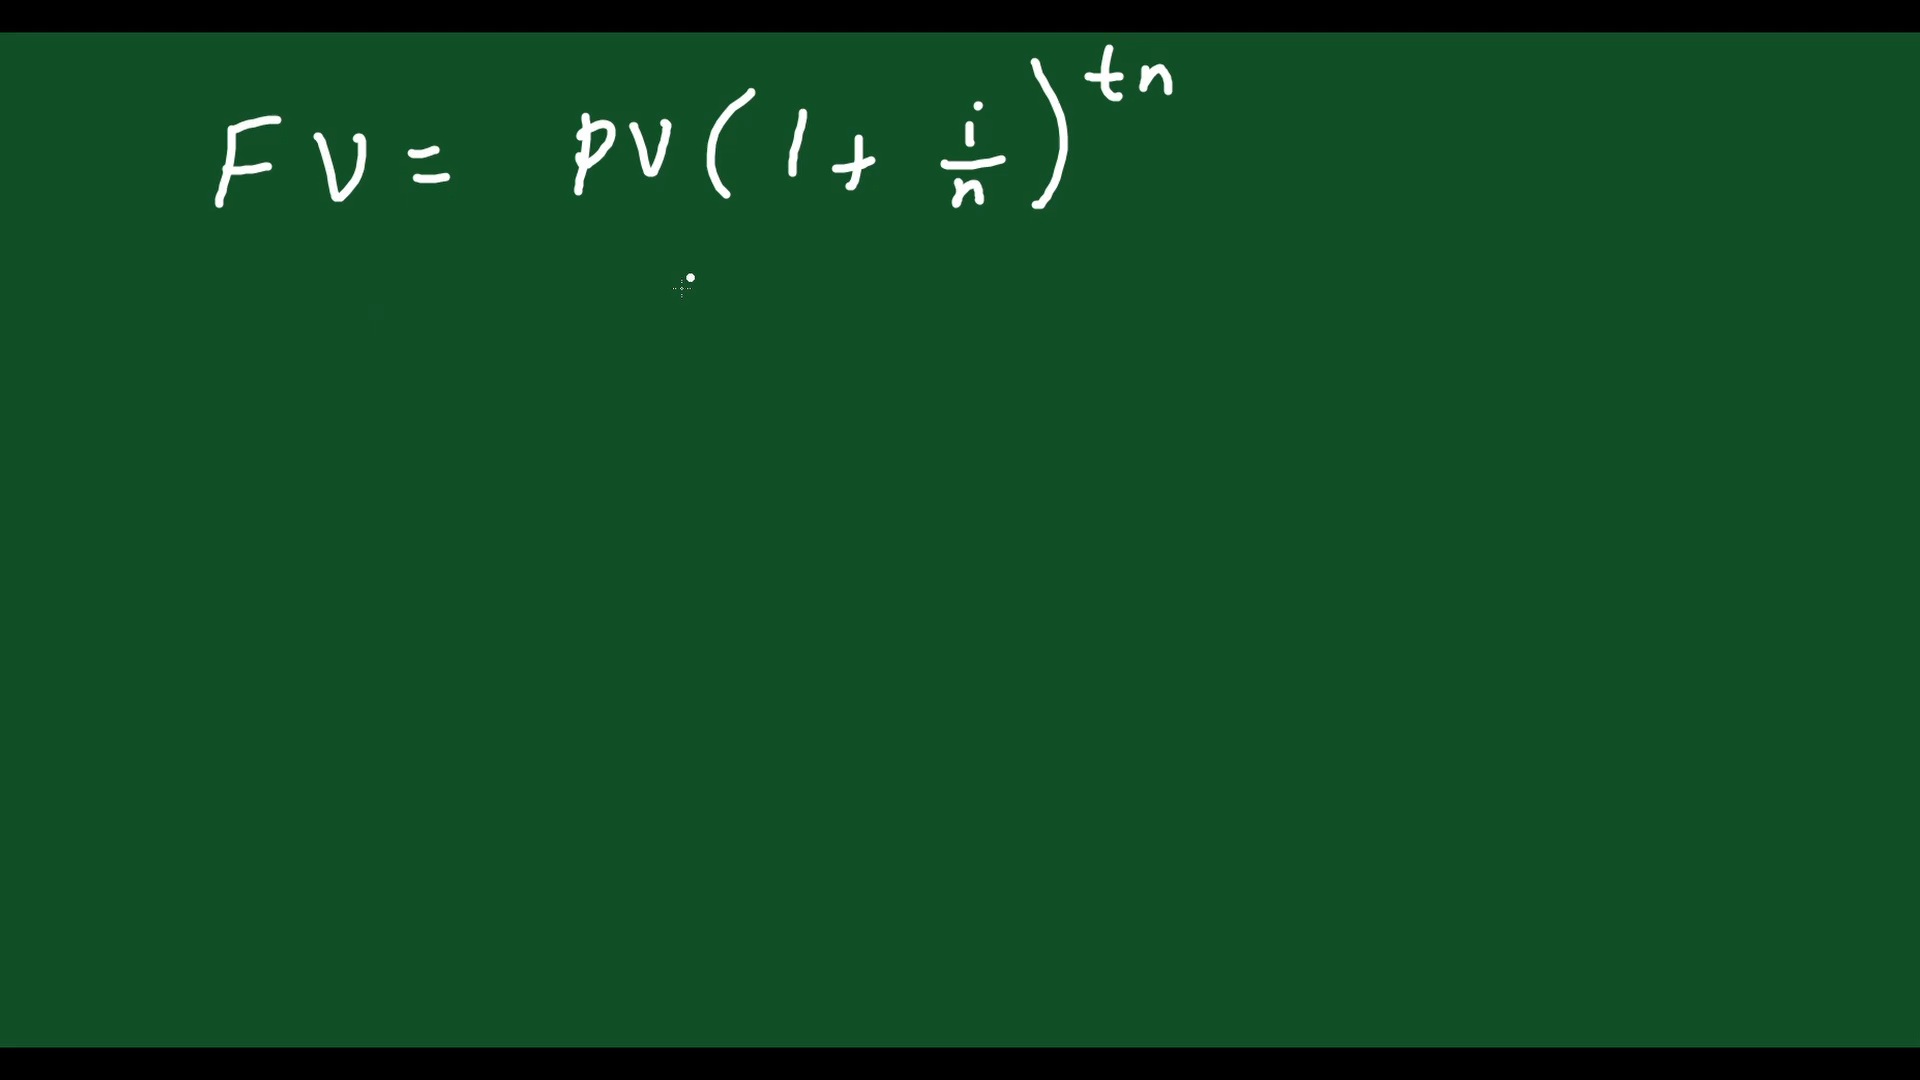 FV = pv(1 + i/n)^tn